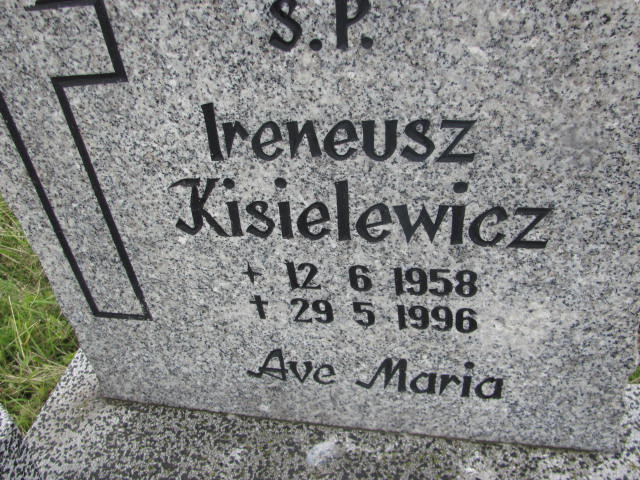 S.P.
Ireneusz
Kisielewicz
+ 12 6 1958
† 29 5 1996
Ave Maria